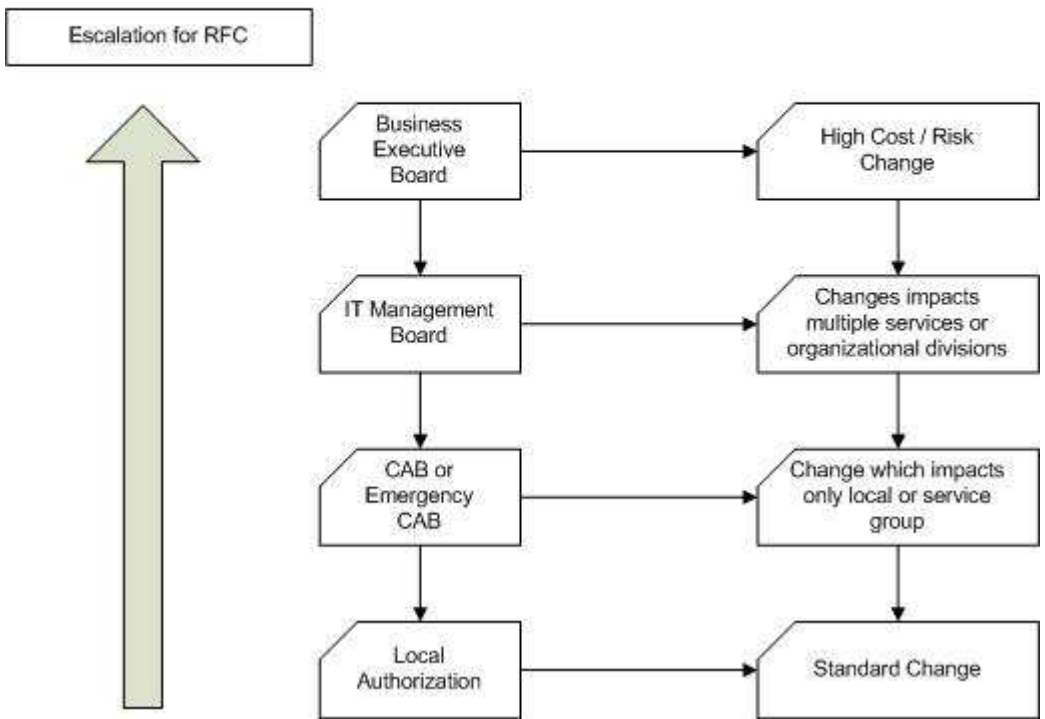 Escalation for RFC
Business
Executive
Board
High Cost / Risk
Change
IT Management
Board
Changes impacts
multiple services or
organizational divisions
CAB or
Emergency
CAB
Change which impacts
only local or service
group
Local
Authorization
Standard Change